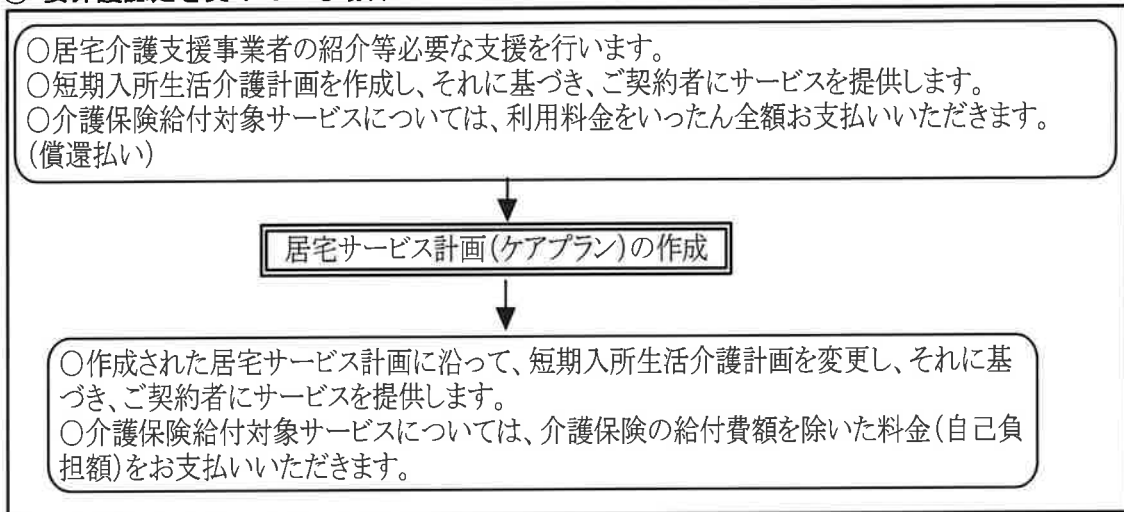 ○居宅介護支援事業者の紹介等必要な支援を行います。
○短期入所生活介護計画を作成し、それに基づき、ご契約者にサービスを提供します。
○介護保険給付対象サービスについては、利用料金をいったん全額お支払いいただきます。
(償還払い)
居宅サービス計画(ケアプラン)の作成
○作成された居宅サービス計画に沿って、短期入所生活介護計画を変更し、それに基
づき、ご契約者にサービスを提供します。
○介護保険給付対象サービスについては、介護保険の給付費額を除いた料金(自己負
担額)をお支払いいただきます。